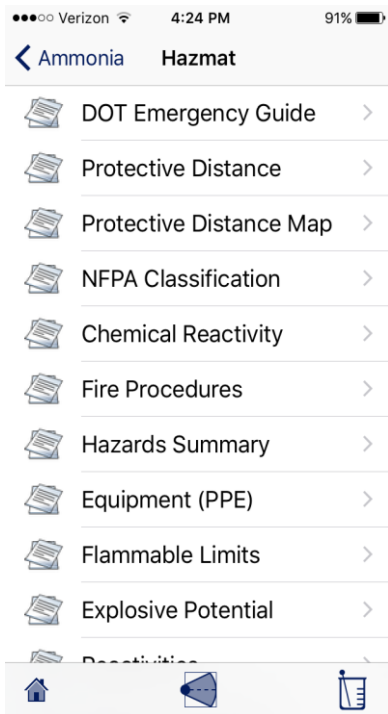 Verizon 4:24 PM 91%
Ammonia Hazmat
DOT Emergency Guide
Protective Distance
Protective Distance Map
NFPA Classification
Chemical Reactivity
Fire Procedures
Hazards Summary
Equipment (PPE)
Flammable Limits
Explosive Potential